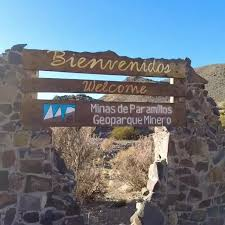 Bienvenidos
Welcome
Minas de Paramillos
Geoparque Minero